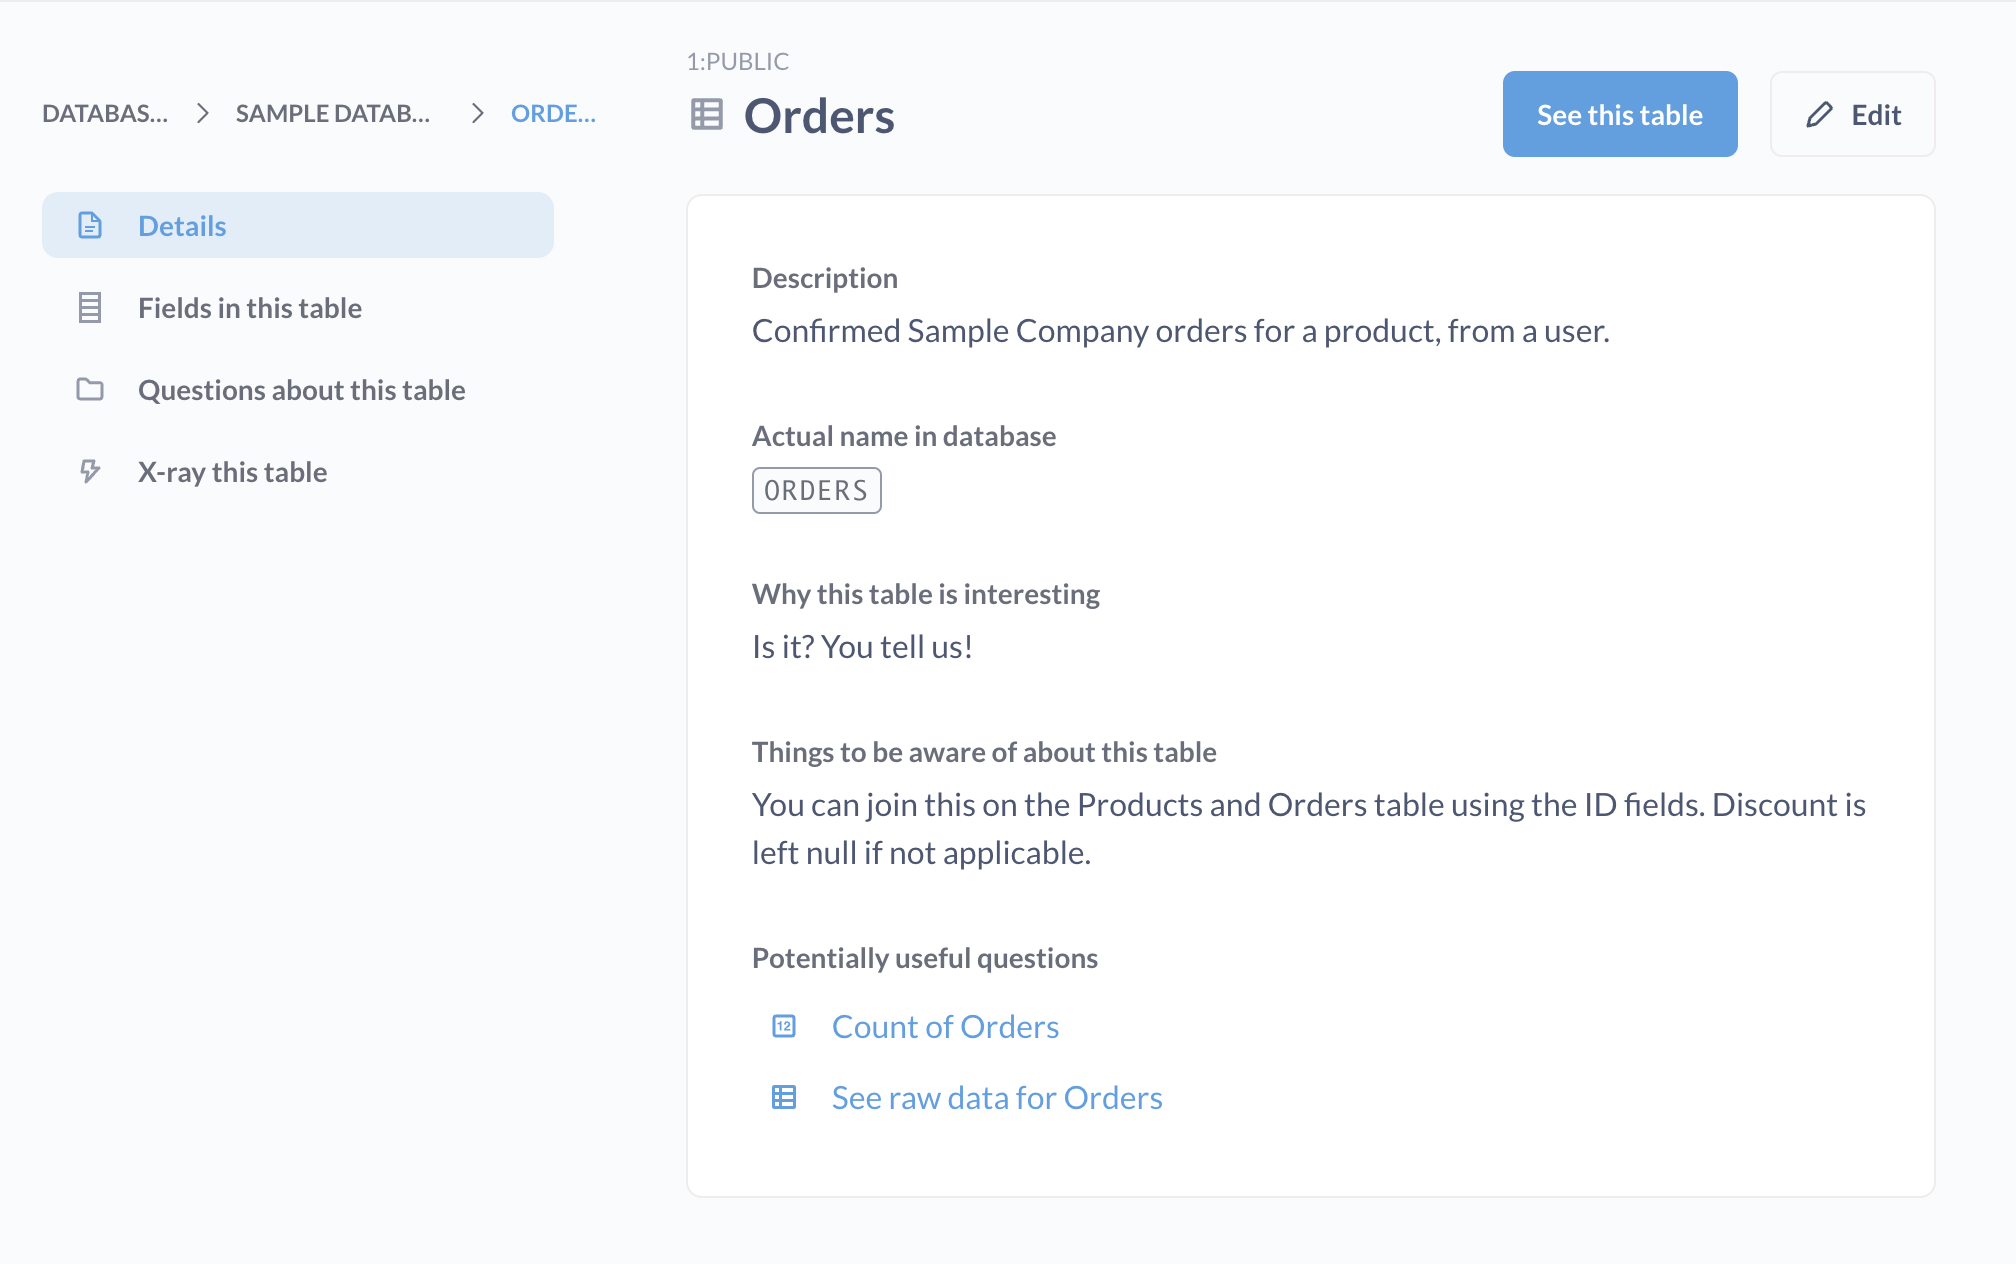 DATABAS... > SAMPLE DATAB... > ORDE...
Details
Fields in this table
Questions about this table
X-ray this table
1:PUBLIC
Orders
See this table
Edit
Description
Confirmed Sample Company orders for a product, from a user.
Actual name in database
ORDERS
Why this table is interesting
Is it? You tell us!
Things to be aware of about this table
You can join this on the Products and Orders table using the ID fields. Discount is
left null if not applicable.
Potentially useful questions
12 Count of Orders
See raw data for Orders